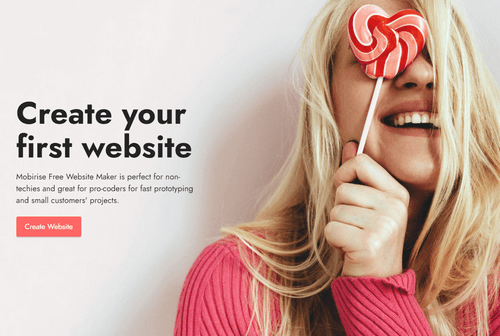 Create your
first website
Mobirise Free Website Maker is perfect for non-
techies and great for pro-coders for fast prototyping
and small customers' projects.
Create Website